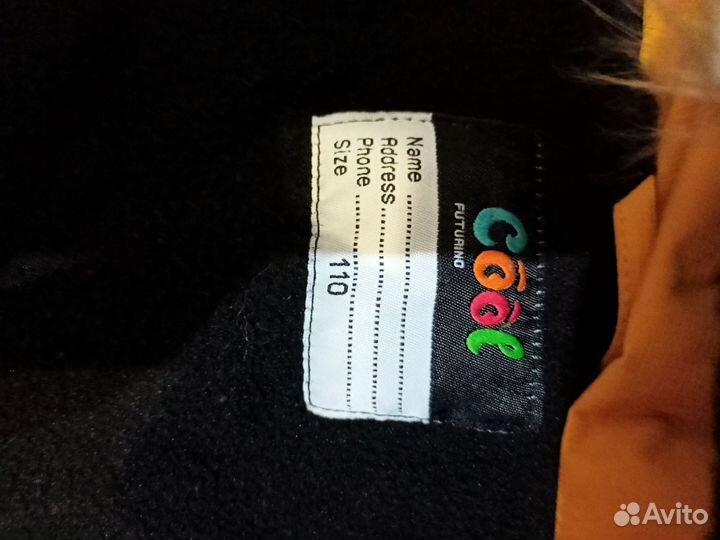 FUTURINO
cool
Name ....................
Address ....................
Phone ....................
Size .......... 110 ..........
Avito